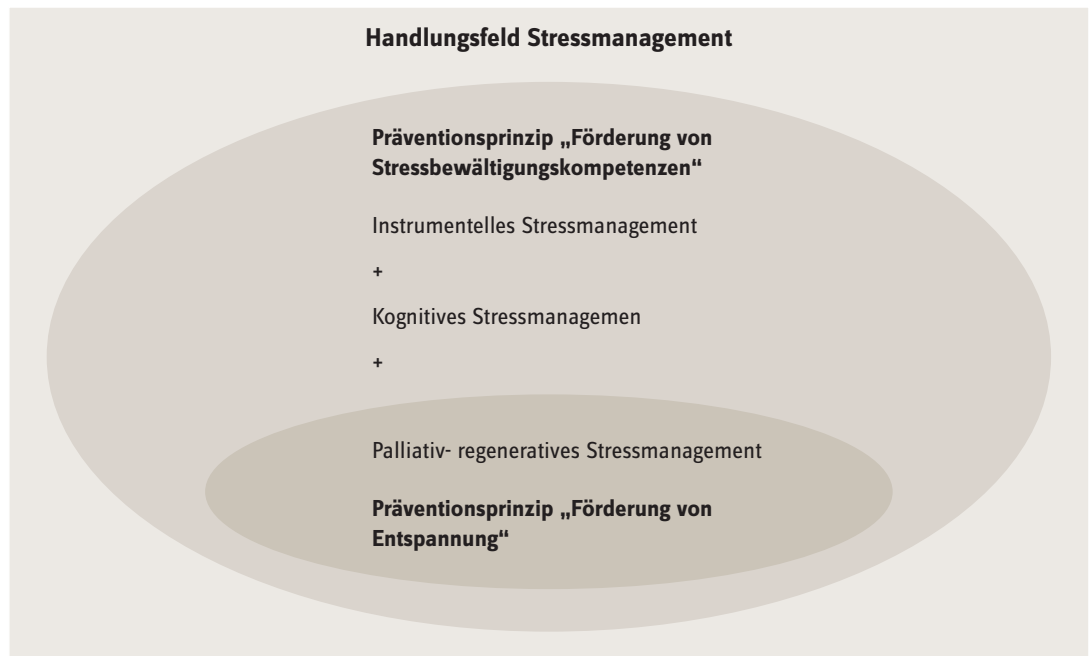 Handlungsfeld Stressmanagement
Präventionsprinzip „Förderung von
Stressbewältigungskompetenzen“
Instrumentelles Stressmanagement
+
Kognitives Stressmanagemen
+
Palliativ- regeneratives Stressmanagement
Präventionsprinzip „Förderung von
Entspannung“